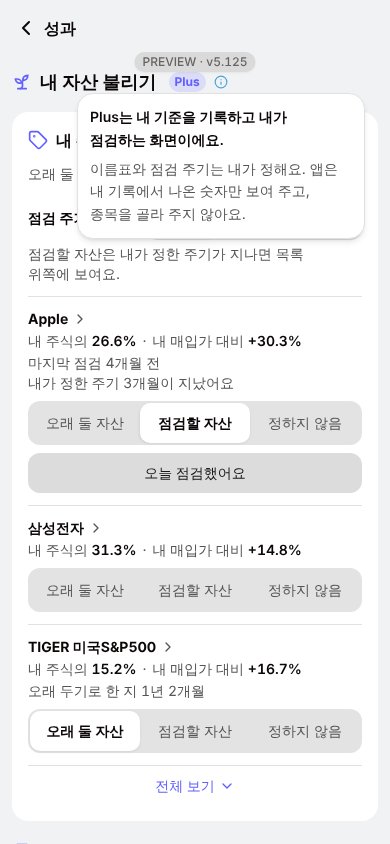 성과
PREVIEW · v5.125
내 자산 불리기 Plus
Plus는 내 기준을 기록하고 내가
점검하는 화면이에요.
이름표와 점검 주기는 내가 정해요. 앱은
내 기록에서 나온 숫자만 보여 주고,
종목을 골라 주지 않아요.
내
오래 둘
점검
점검할 자산은 내가 정한 주기가 지나면 목록
위쪽에 보여요.
Apple
내 주식의 26.6% · 내 매입가 대비 +30.3%
마지막 점검 4개월 전
내가 정한 주기 3개월이 지났어요
오래 둘 자산 점검할 자산 정하지 않음
오늘 점검했어요
삼성전자
내 주식의 31.3% · 내 매입가 대비 +14.8%
오래 둘 자산 점검할 자산 정하지 않음
TIGER 미국S&P500
내 주식의 15.2% · 내 매입가 대비 +16.7%
오래 두기로 한 지 1년 2개월
오래 둘 자산 점검할 자산 정하지 않음
전체 보기